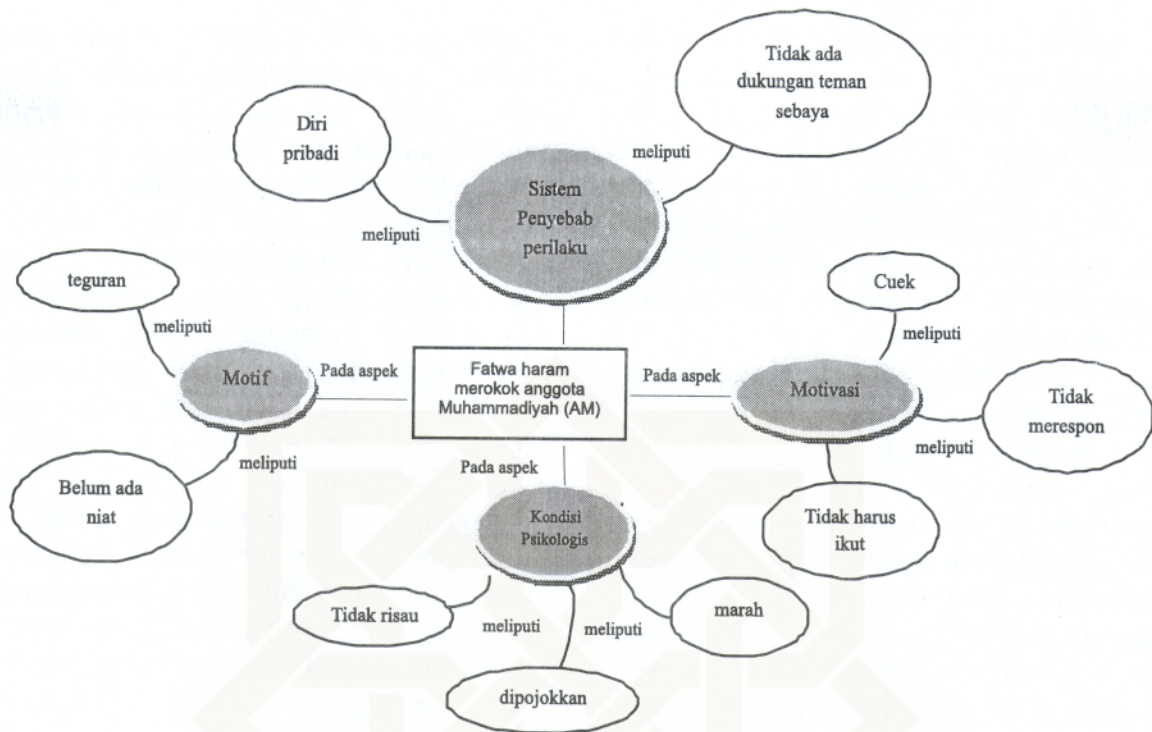 Tidak ada
dukungan teman
sebaya
Diri
pribadi
meliputi
Sistem
Penyebab
perilaku
meliputi
teguran
Cuek
meliputi
meliputi
Motif
Pada aspek
Fatwa haram
merokok anggota
Muhammadiyah (AM)
Pada aspek
Motivasi
Tidak
merespon
meliputi
meliputi
Belum ada
niat
Pada aspek
Kondisi
Psikologis
Tidak harus
ikut
Tidak risau
meliputi
meliputi
marah
dipojokkan